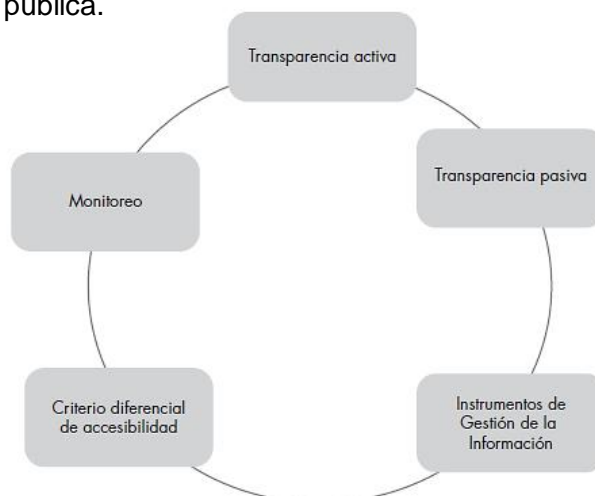 pública.
Transparencia activa
Transparencia pasiva
Monitoreo
Criterio diferencial
de accesibilidad
Instrumentos de
Gestión de la
Información